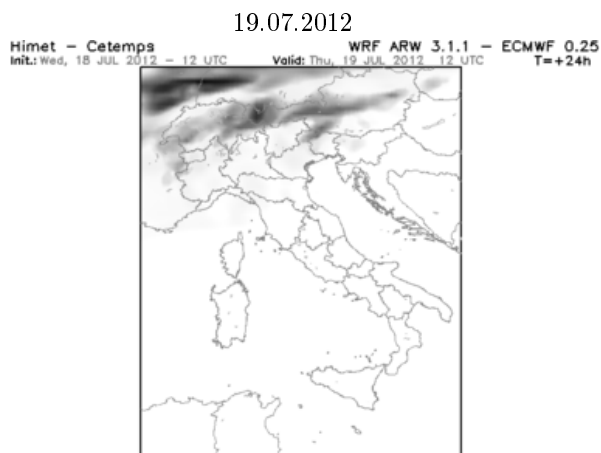 19.07.2012
Himet - Cetemps WRF ARW 3.1.1 - ECMWF 0.25
Init.: Wed, 18 JUL 2012 - 12 UTC Valid: Thu, 19 JUL 2012 12 UTC T=+24h